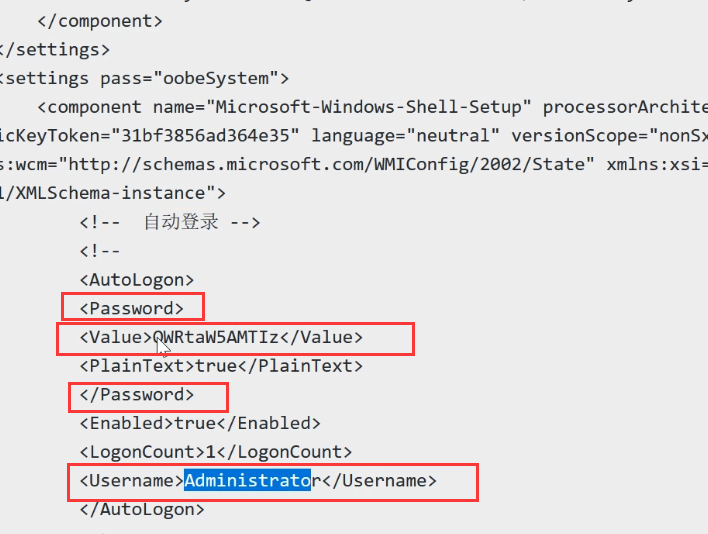 </component>
</settings>
<settings pass="oobeSystem">
<component name="Microsoft-Windows-Shell-Setup" processorArchite
icKeyToken="31bf3856ad364e35" language="neutral" versionScope="nonSx
s:wcm="http://schemas.microsoft.com/WMIConfig/2002/State" xmlns:xsi=
1/XMLSchema-instance">
<!-- 自动登录 -->
<!--
<AutoLogon>
<Password>
<Value>QWRtaW5AMTIz</Value>
<PlainText>true</PlainText>
</Password>
<Enabled>true</Enabled>
<LogonCount>1</LogonCount>
<Username>Administrator</Username>
</AutoLogon>